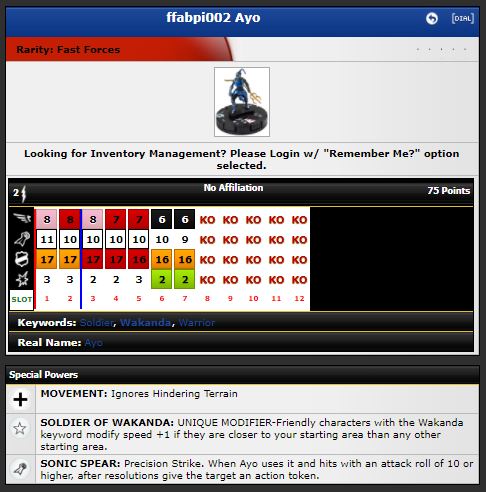 ffabpi002 Ayo
[DIAL]
Rarity: Fast Forces
. . . . .
Looking for Inventory Management? Please Login w/ "Remember Me?" option
selected.
2 No Affiliation 75 Points
8 8 8 7 7 6 6 KO KO KO KO KO
11 10 10 10 10 10 9 KO KO KO KO KO
17 17 17 17 16 16 16 KO KO KO KO KO
3 3 2 2 3 2 2 KO KO KO KO KO
SLOT 1 2 3 4 5 6 7 8 9 10 11 12
Keywords: Soldier, Wakanda, Warrior
Real Name: Ayo
Special Powers
MOVEMENT: Ignores Hindering Terrain
SOLDIER OF WAKANDA: UNIQUE MODIFIER-Friendly characters with the Wakanda
keyword modify speed +1 if they are closer to your starting area than any other
starting area.
SONIC SPEAR: Precision Strike. When Ayo uses it and hits with an attack roll of 10 or
higher, after resolutions give the target an action token.